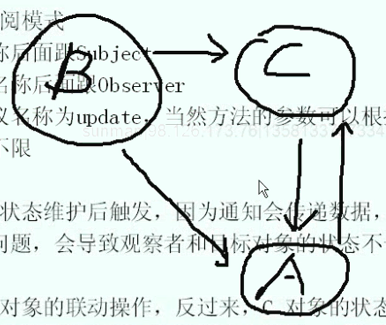 阅模式
你后面跟Subject
名称后面跟Observer
议名称为update，当然方法的参数可以根据
不限
状态维护后触发，因为通知会传递数据，
问题，会导致观察者和目标对象的状态不
对象的联动操作，反过来，C 对象的状态
B
C
A